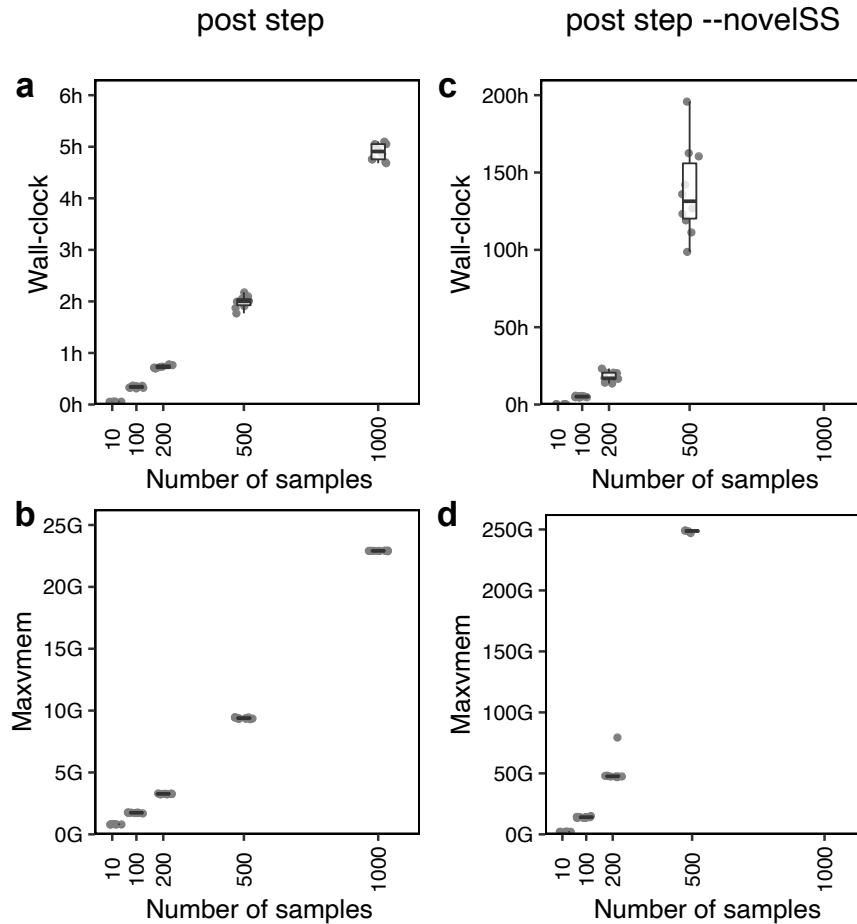 post step
post step --novelSS
a
6h
5h
4h
3h
2h
1h
0h
Wall-clock
10
100
200
500
1000
Number of samples
c
200h
150h
100h
50h
0h
Wall-clock
10
100
200
500
1000
Number of samples
b
25G
20G
15G
10G
5G
0G
Maxvmem
10
100
200
500
1000
Number of samples
d
250G
200G
150G
100G
50G
0G
Maxvmem
10
100
200
500
1000
Number of samples